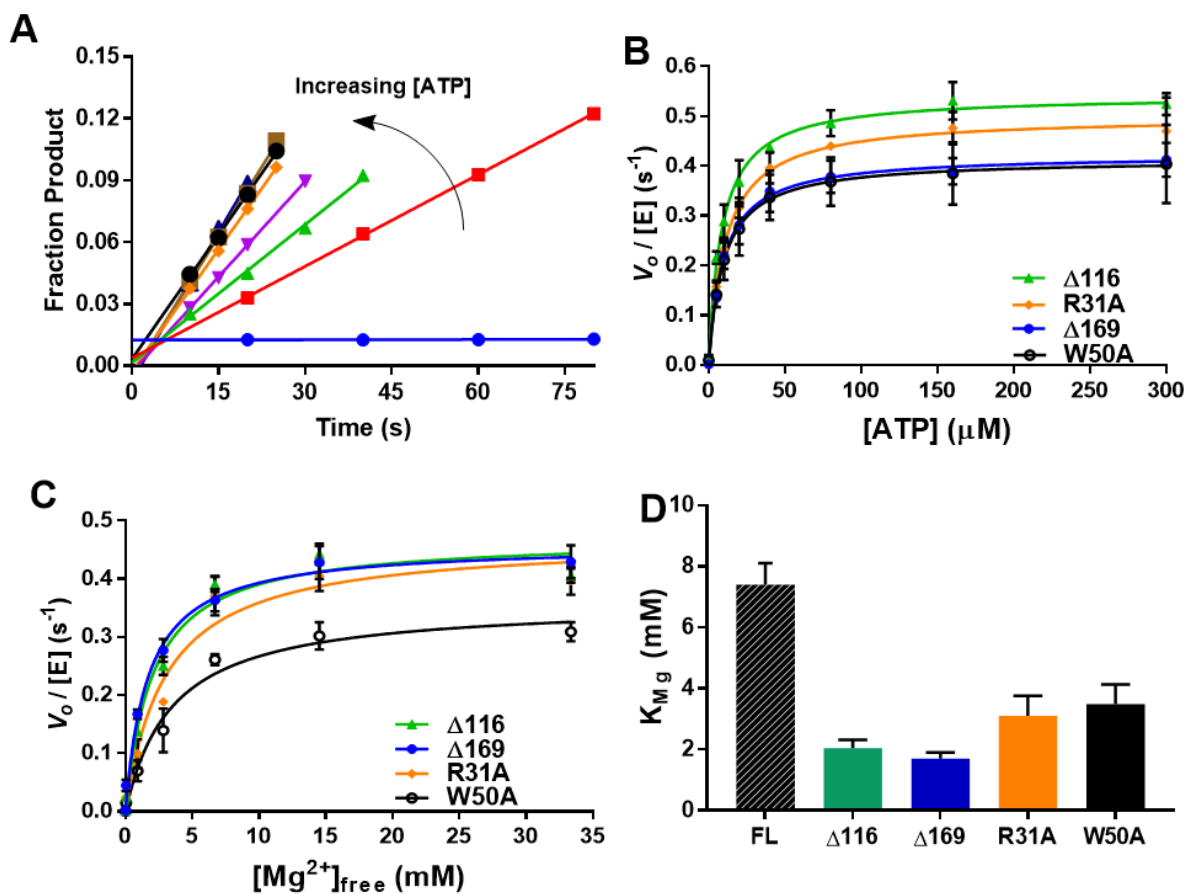 A
0.15
0.12
0.09
0.06
0.03
0.00
Fraction Product
Increasing [ATP]
0
15
30
45
60
75
Time (s)
B
0.6
0.5
0.4
0.3
0.2
0.1
0.0
Vo / [E] (s-1)
Δ116
R31A
Δ169
W50A
0
50
100
150
200
250
300
[ATP] (μM)
C
0.5
0.4
0.3
0.2
0.1
0.0
Vo / [E] (s-1)
Δ116
Δ169
R31A
W50A
0
5
10
15
20
25
30
35
[Mg2+]free (mM)
D
10
8
6
4
2
0
KMg (mM)
FL
Δ116
Δ169
R31A
W50A